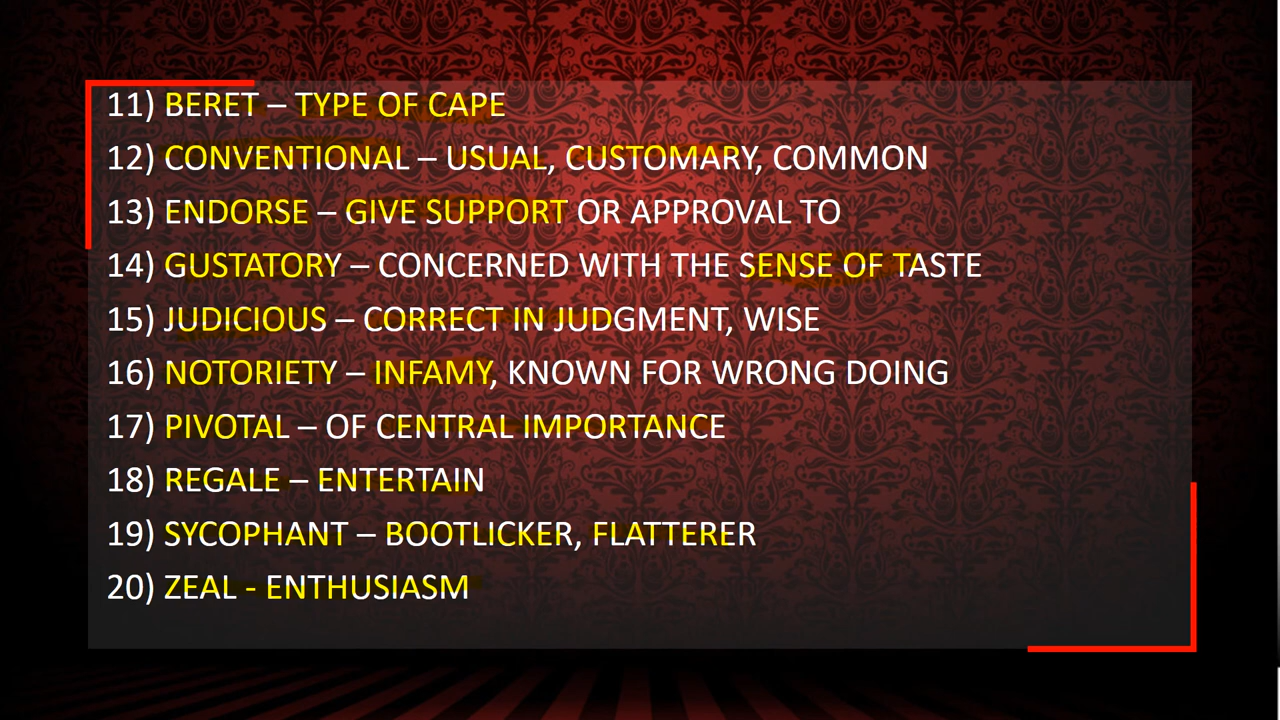 11) BERET – TYPE OF CAPE
12) CONVENTIONAL – USUAL, CUSTOMARY, COMMON
13) ENDORSE – GIVE SUPPORT OR APPROVAL TO
14) GUSTATORY – CONCERNED WITH THE SENSE OF TASTE
15) JUDICIOUS – CORRECT IN JUDGMENT, WISE
16) NOTORIETY – INFAMY, KNOWN FOR WRONG DOING
17) PIVOTAL – OF CENTRAL IMPORTANCE
18) REGALE – ENTERTAIN
19) SYCOPHANT – BOOTLICKER, FLATTERER
20) ZEAL - ENTHUSIASM